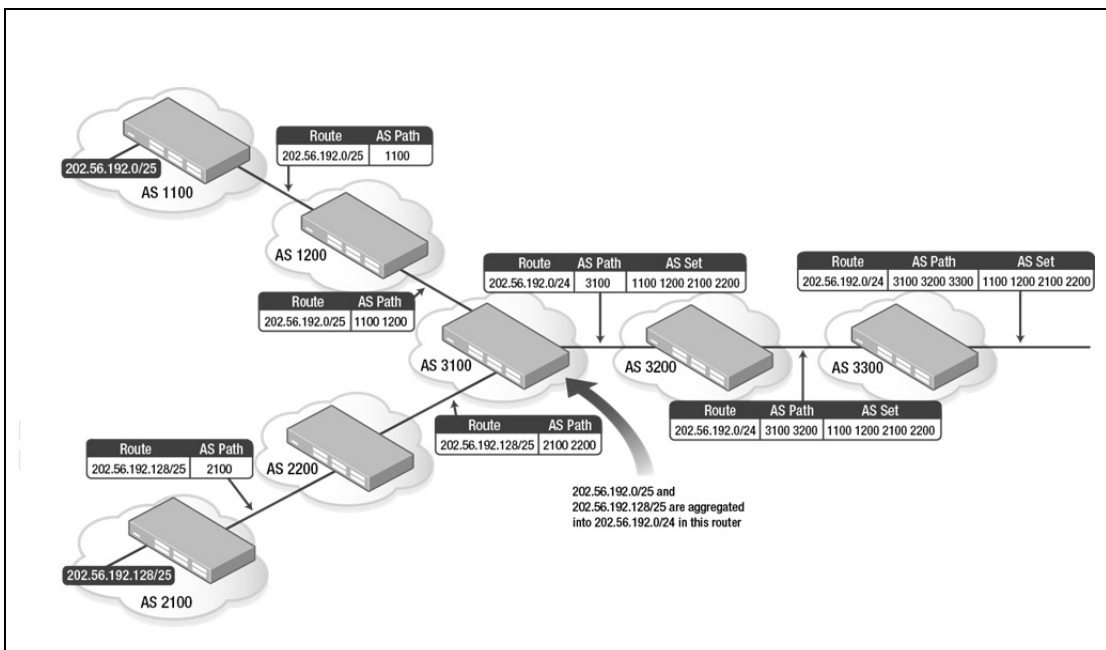 Route AS Path
202.56.192.0/25 1100
202.56.192.0/25
AS 1100
AS 1200
Route AS Path
202.56.192.0/25 1100 1200
Route AS Path AS Set
202.56.192.0/24 3100 1100 1200 2100 2200
Route AS Path AS Set
202.56.192.0/24 3100 3200 3300 1100 1200 2100 2200
AS 3100
AS 3200
AS 3300
Route AS Path AS Set
202.56.192.0/24 3100 3200 1100 1200 2100 2200
Route AS Path
202.56.192.128/25 2100 2200
Route AS Path
202.56.192.128/25 2100
AS 2200
202.56.192.0/25 and
202.56.192.128/25 are aggregated
into 202.56.192.0/24 in this router
202.56.192.128/25
AS 2100